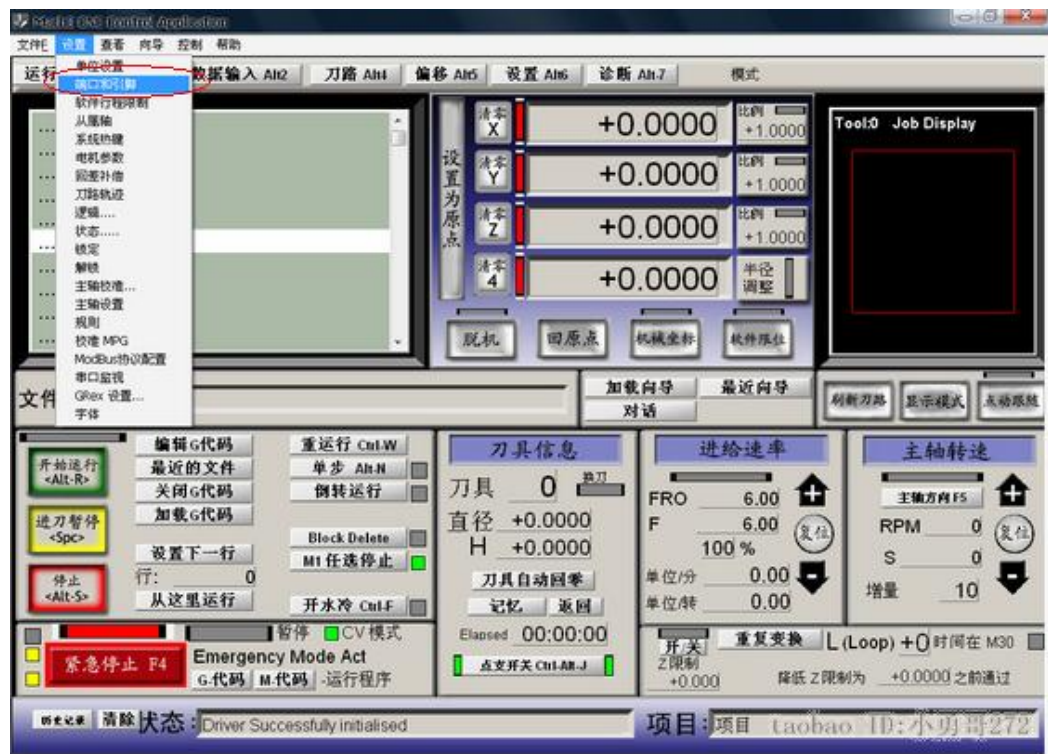 Mach3 CNC Control Application
文件E 设置 查看 向导 控制 帮助
运行 数据输入 Alt2 刀路 Alt4 偏移 Alt5 设置 Alt6 诊断 Alt-7 模式
单位设置
端口和引脚
软件行程限制
从属轴
系统热键
电机参数
回差补偿
刀路轨迹
逻辑....
状态.....
锁定
解锁
主轴校准...
主轴设置
规则
校准 MPG
ModBus协议配置
串口监视
GRex 设置...
字体
设置为原点
清零 X +0.0000 比例 +1.0000
清零 Y +0.0000 比例 +1.0000
清零 Z +0.0000 比例 +1.0000
清零 4 +0.0000 半径调整
脱机 回原点 机械坐标 软件限位
Tool:0 Job Display
文件
加载向导 最近向导
对话
刷新刀路 显示模式 点动跟随
开始运行 <Alt-R>
进刀暂停 <Spc>
停止 <Alt-S>
编辑G代码
最近的文件
关闭G代码
加载G代码
设置下一行
行: 0
从这里运行
重运行 Cnl-W
单步 Alt-N
倒转运行
Block Delete
M1 任选停止
开水冷 Cnl-F
刀具信息
刀具 0 换刀
直径 +0.0000
H +0.0000
刀具自动回零
记忆 返回
Elapsed 00:00:00
点支开关 Ctrl-Alt-J
进给速率
FRO 6.00
F 6.00
复位
100 %
单位/分 0.00
单位/转 0.00
主轴转速
主轴方向 F5
RPM 0
复位
S 0
增量 10
紧急停止 F4
暂停 CV 模式
Emergency Mode Act
G-代码 M-代码 -运行程序
开/关 重复变换 L (Loop) +0 时间在 M30
Z 限制
+0.000 降低 Z 限制为 +0.0000 之前通过
历史记录 清除 状态: Driver Successfully initialised
项目: 项目
taobao ID:小勇哥272